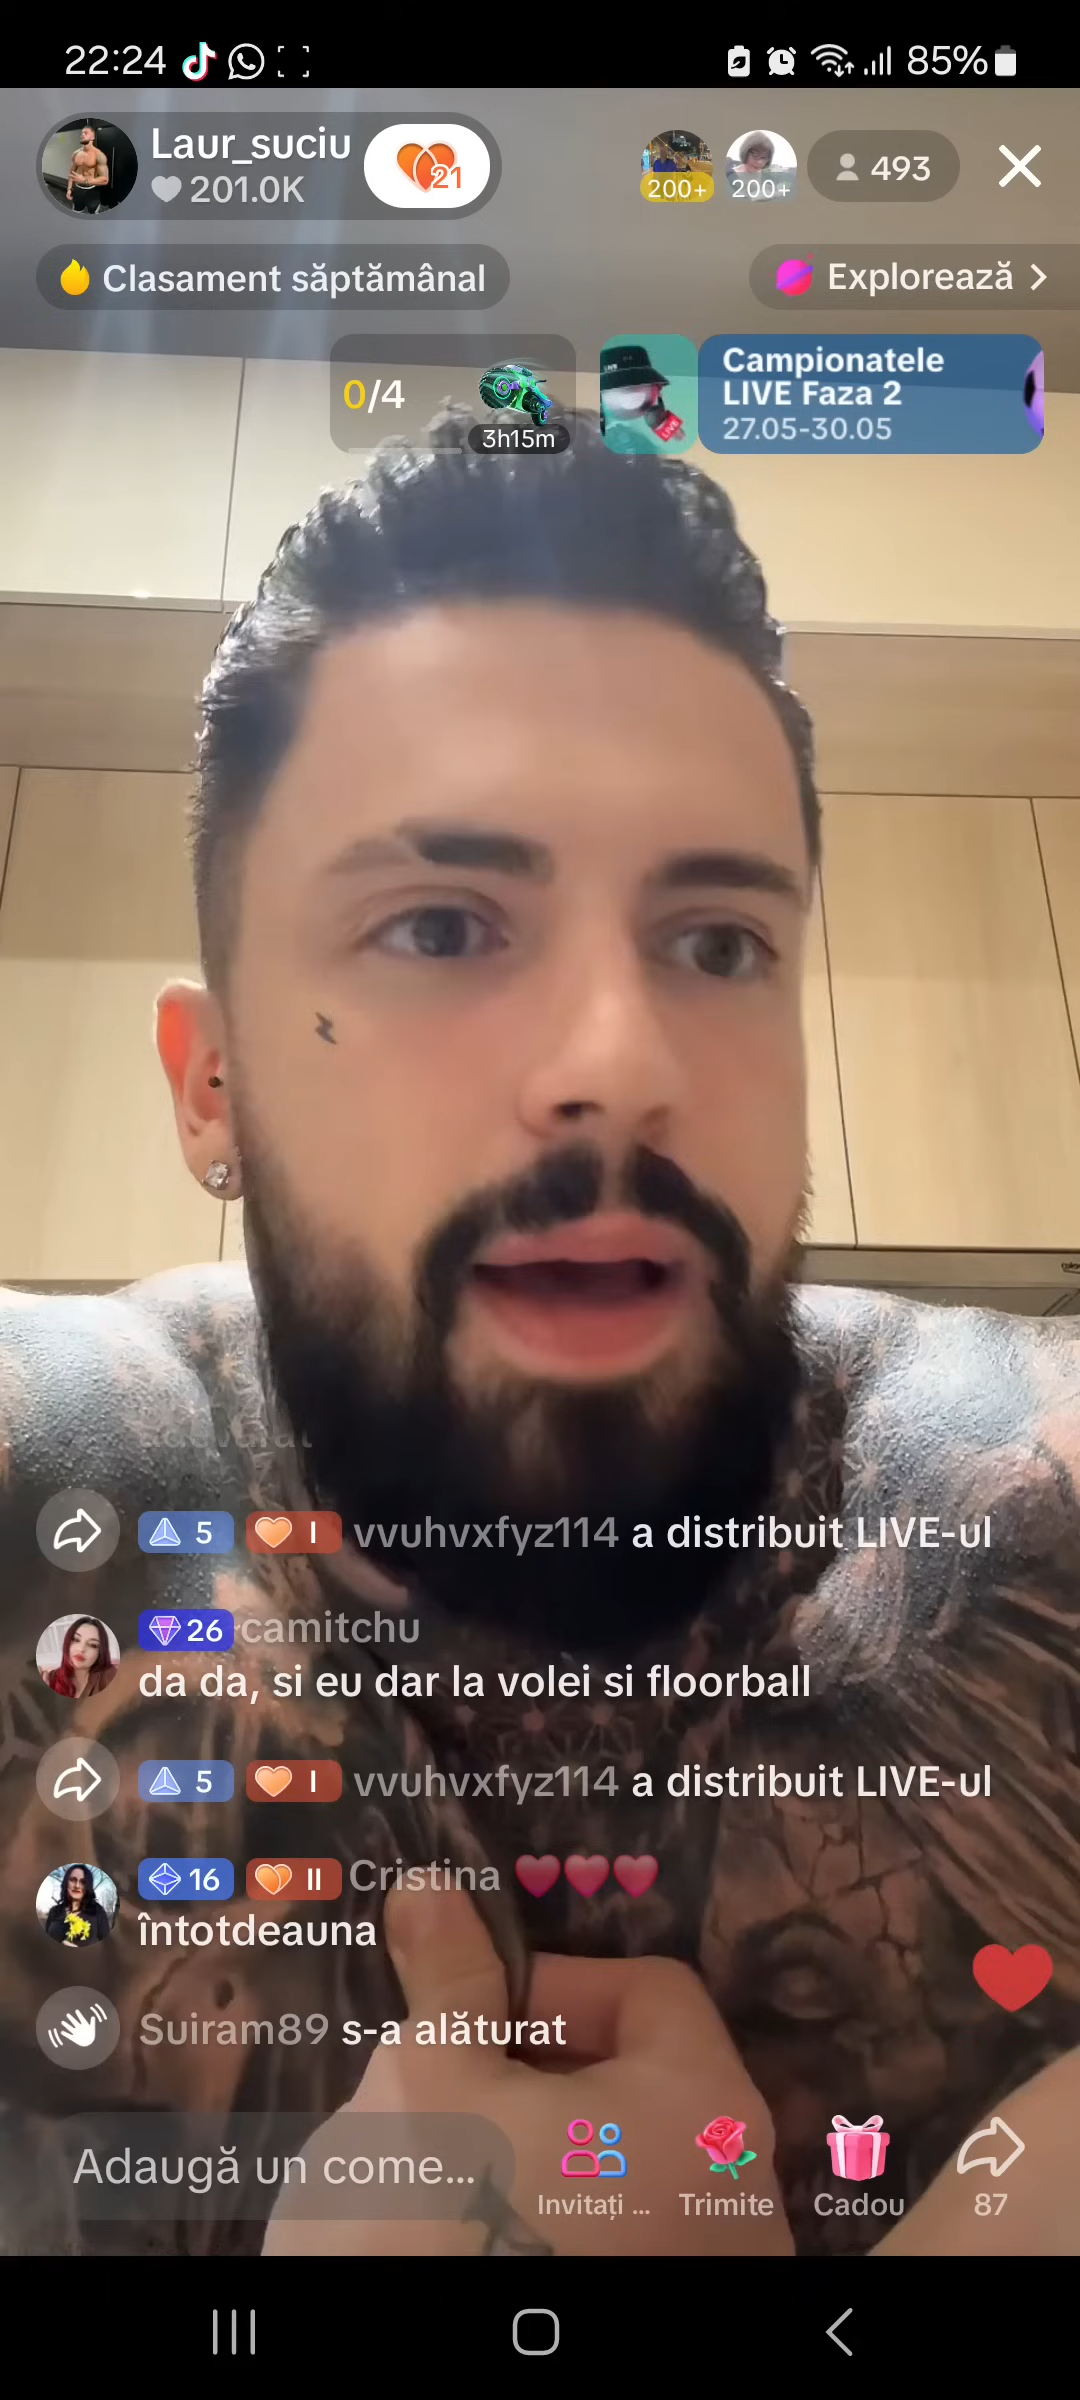 22:24
85%
Laur_suciu
201.0K
21
200+
200+
493
Clasament săptămânal
Explorează
0/4
3h15m
LIVE
Campionatele
LIVE Faza 2
27.05-30.05
5 I vvuhvxfyz114 a distribuit LIVE-ul
26 camitchu
da da, si eu dar la volei si floorball
5 I vvuhvxfyz114 a distribuit LIVE-ul
16 II Cristina
întotdeauna
Suiram89 s-a alăturat
Adaugă un come...
Invitați ...
Trimite
Cadou
87